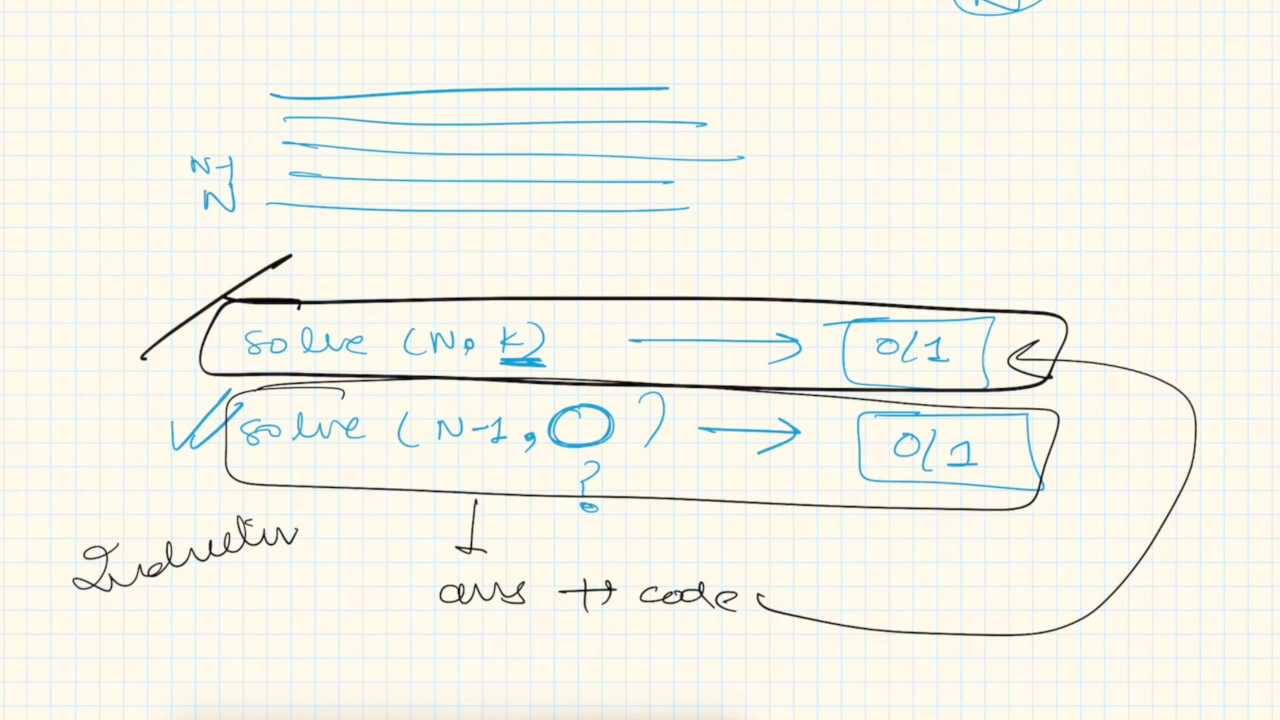 N-1
N
solve (N, K) → 0/1
solve (N-1, O) → 0/1
?
Induction
ans ++ code